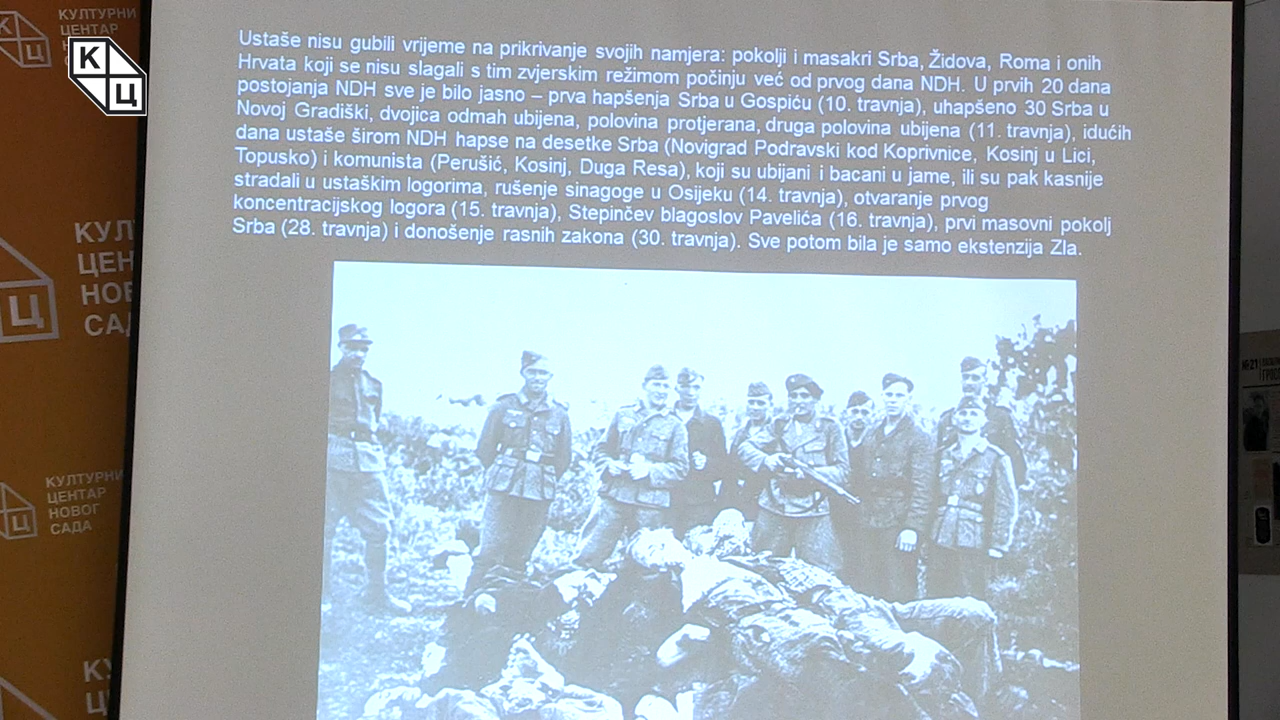 КУЛТУРНИ
ЦЕНТАР
К
Ц
Ustaše nisu gubili vrijeme na prikrivanje svojih namjera: pokolji i masakri Srba, Židova, Roma i onih
Hrvata koji se nisu slagali s tim zvjerskim režimom počinju već od prvog dana NDH. U prvih 20 dana
postojanja NDH sve je bilo jasno – prva hapšenja Srba u Gospiću (10. travnja), uhapšeno 30 Srba u
Novoj Gradiški, dvojica odmah ubijena, polovina protjerana, druga polovina ubijena (11. travnja), idućih
dana ustaše širom NDH hapse na desetke Srba (Novigrad Podravski kod Koprivnice, Kosinj u Lici,
Topusko) i komunista (Perušić, Kosinj, Duga Resa), koji su ubijani i bacani u jame, ili su pak kasnije
stradali u ustaškim logorima, rušenje sinagoge u Osijeku (14. travnja), otvaranje prvog
koncentracijskog logora (15. travnja), Stepinčev blagoslov Pavelića (16. travnja), prvi masovni pokolj
Srba (28. travnja) i donošenje rasnih zakona (30. travnja). Sve potom bila je samo ekstenzija Zla.
КУЛ
ЦЕН
НОВ
САД
Ц
КУЛТУРНИ
ЦЕНТАР
НОВОГ
САДА
Ц
№21